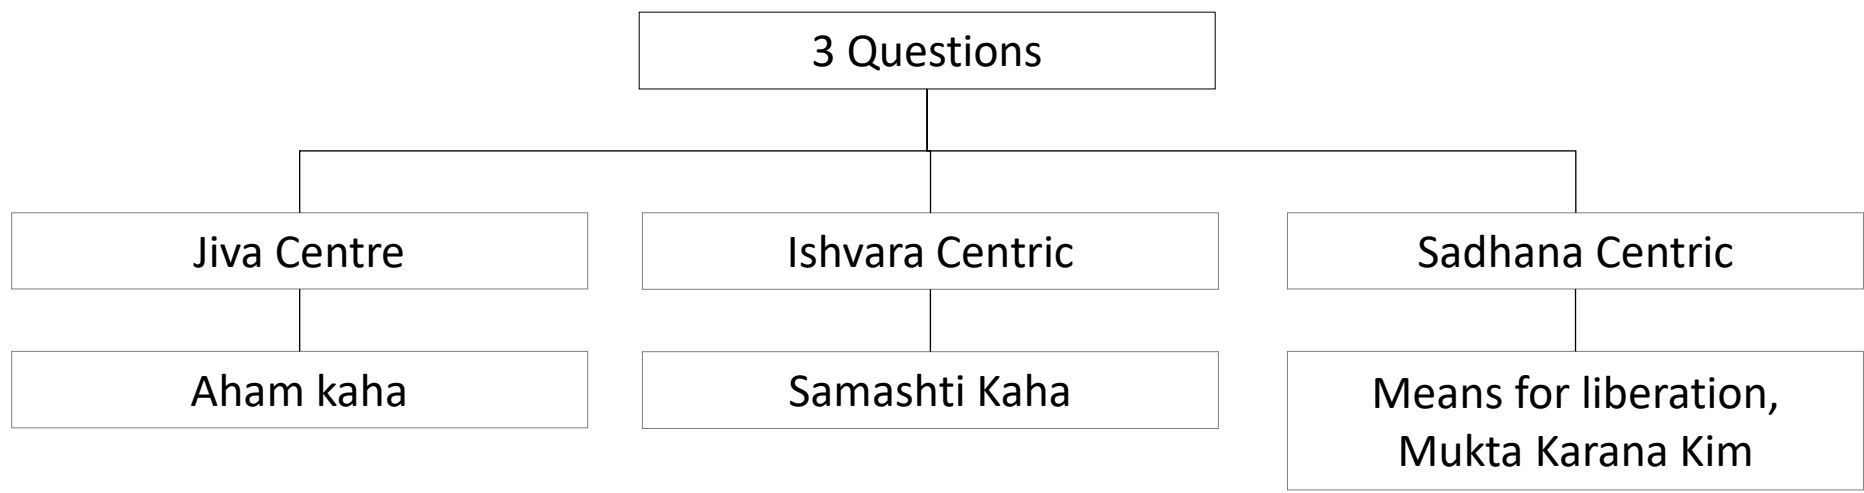 3 Questions
Jiva Centre
Ishvara Centric
Sadhana Centric
Aham kaha
Samashti Kaha
Means for liberation,
Mukta Karana Kim